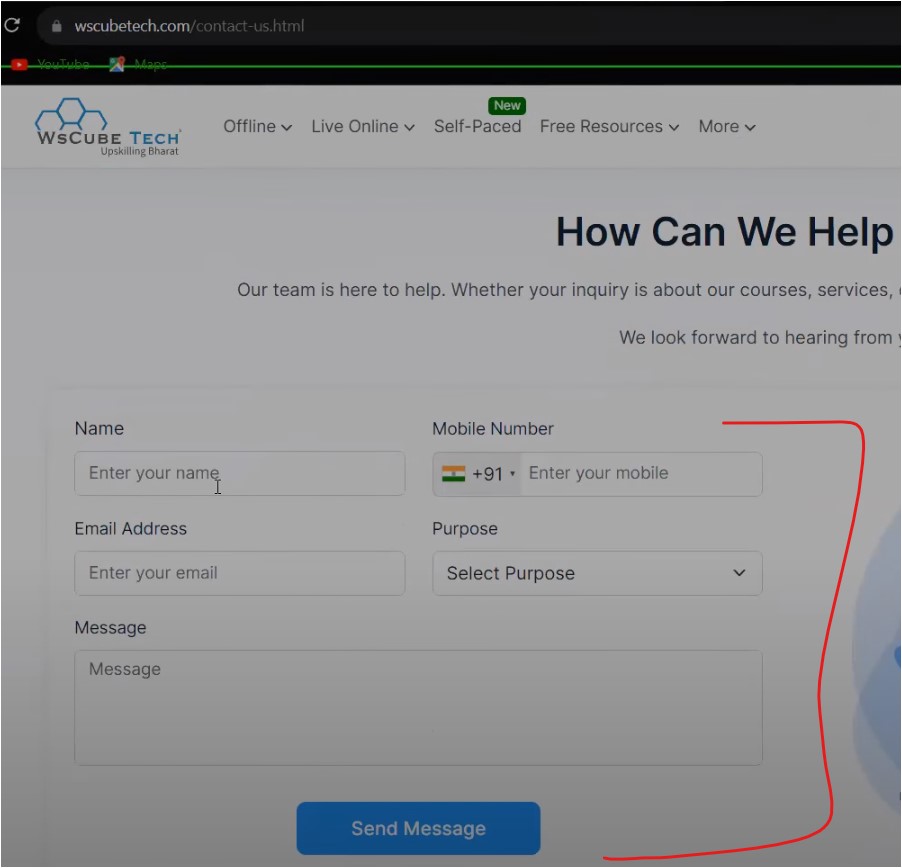 wscubetech.com/contact-us.html
YouTube Maps
New
WsCube Tech
Upskilling Bharat
Offline Live Online Self-Paced Free Resources More
How Can We Help
Our team is here to help. Whether your inquiry is about our courses, services,
We look forward to hearing from
Name Mobile Number
Enter your name +91 Enter your mobile
Email Address Purpose
Enter your email Select Purpose
Message
Message
Send Message